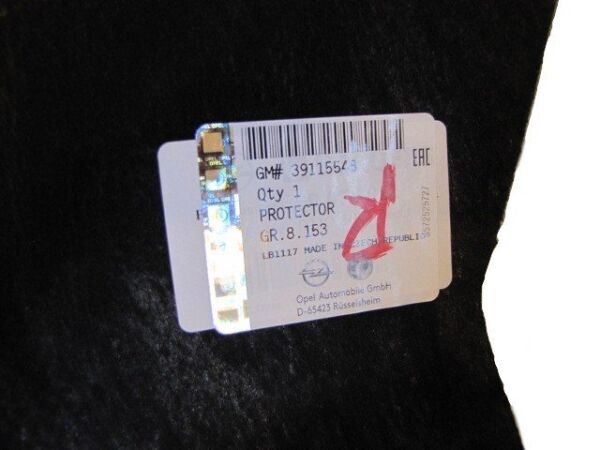 GM# 39115548
EAC
Qty 1
PROTECTOR
GR.8.153
LB1117 MADE IN CZECH REPUBLIC
Opel Automobile GmbH
D-65423 Rüsselsheim
R